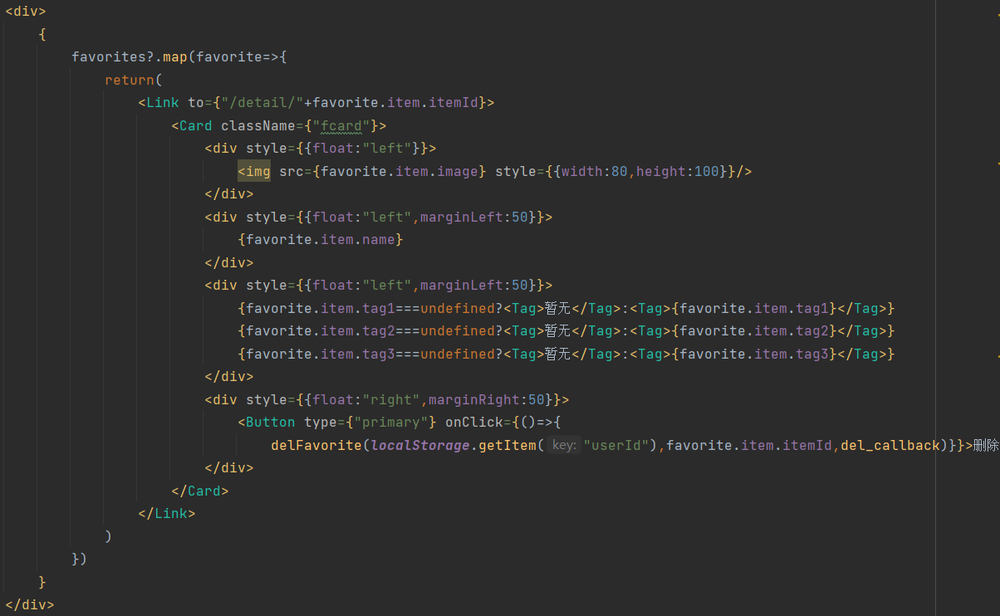 <div>
{
favorites?.map(favorite=>{
return(
<Link to={"/detail/"+favorite.item.itemId}>
<Card className={"fcard"}>
<div style={{float:"left"}}>
<img src={favorite.item.image} style={{width:80,height:100}}/>
</div>
<div style={{float:"left",marginLeft:50}}>
{favorite.item.name}
</div>
<div style={{float:"left",marginLeft:50}}>
{favorite.item.tag1===undefined?<Tag>暂无</Tag>:<Tag>{favorite.item.tag1}</Tag>}
{favorite.item.tag2===undefined?<Tag>暂无</Tag>:<Tag>{favorite.item.tag2}</Tag>}
{favorite.item.tag3===undefined?<Tag>暂无</Tag>:<Tag>{favorite.item.tag3}</Tag>}
</div>
<div style={{float:"right",marginRight:50}}>
<Button type={"primary"} onClick={()=>{
delFavorite(localStorage.getItem( key: "userId"),favorite.item.itemId,del_callback)}}>删除
</div>
</Card>
</Link>
)
})
}
</div>